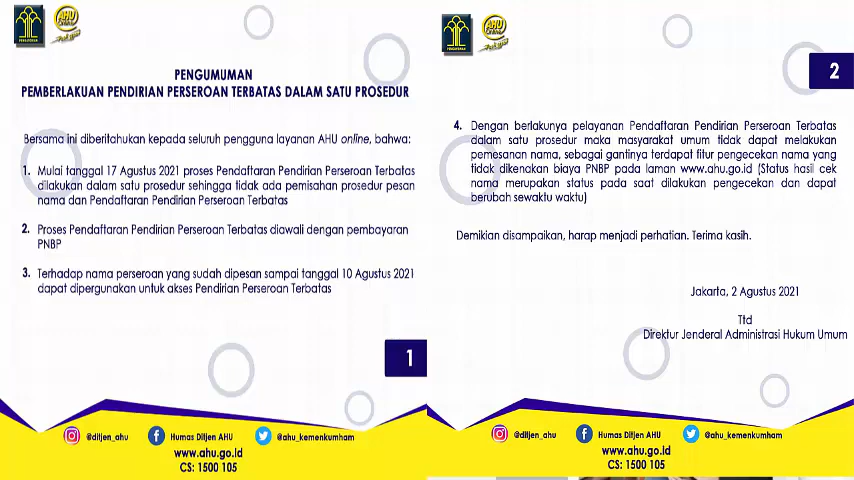 PENGAYOMAN
AHU
Online
PENGUMUMAN
PEMBERLAKUAN PENDIRIAN PERSEROAN TERBATAS DALAM SATU PROSEDUR
Bersama ini diberitahukan kepada seluruh pengguna layanan AHU online, bahwa:
1. Mulai tanggal 17 Agustus 2021 proses Pendaftaran Pendirian Perseroan Terbatas
dilakukan dalam satu prosedur sehingga tidak ada pemisahan prosedur pesan
nama dan Pendaftaran Pendirian Perseroan Terbatas
2. Proses Pendaftaran Pendirian Perseroan Terbatas diawali dengan pembayaran
PNBP
3. Terhadap nama perseroan yang sudah dipesan sampai tanggal 10 Agustus 2021
dapat dipergunakan untuk akses Pendirian Perseroan Terbatas
1
@ditjen_ahu Humas Ditjen AHU @ahu_kemenkumham
www.ahu.go.id
CS: 1500 105
PENGAYOMAN
AHU
Online
2
4. Dengan berlakunya pelayanan Pendaftaran Pendirian Perseroan Terbatas
dalam satu prosedur maka masyarakat umum tidak dapat melakukan
pemesanan nama, sebagai gantinya terdapat fitur pengecekan nama yang
tidak dikenakan biaya PNBP pada laman www.ahu.go.id (Status hasil cek
nama merupakan status pada saat dilakukan pengecekan dan dapat
berubah sewaktu waktu)
Demikian disampaikan, harap menjadi perhatian. Terima kasih.
Jakarta, 2 Agustus 2021
Ttd
Direktur Jenderal Administrasi Hukum Umum
@ditjen_ahu Humas Ditjen AHU @ahu_kemenkumham
www.ahu.go.id
CS: 1500 105